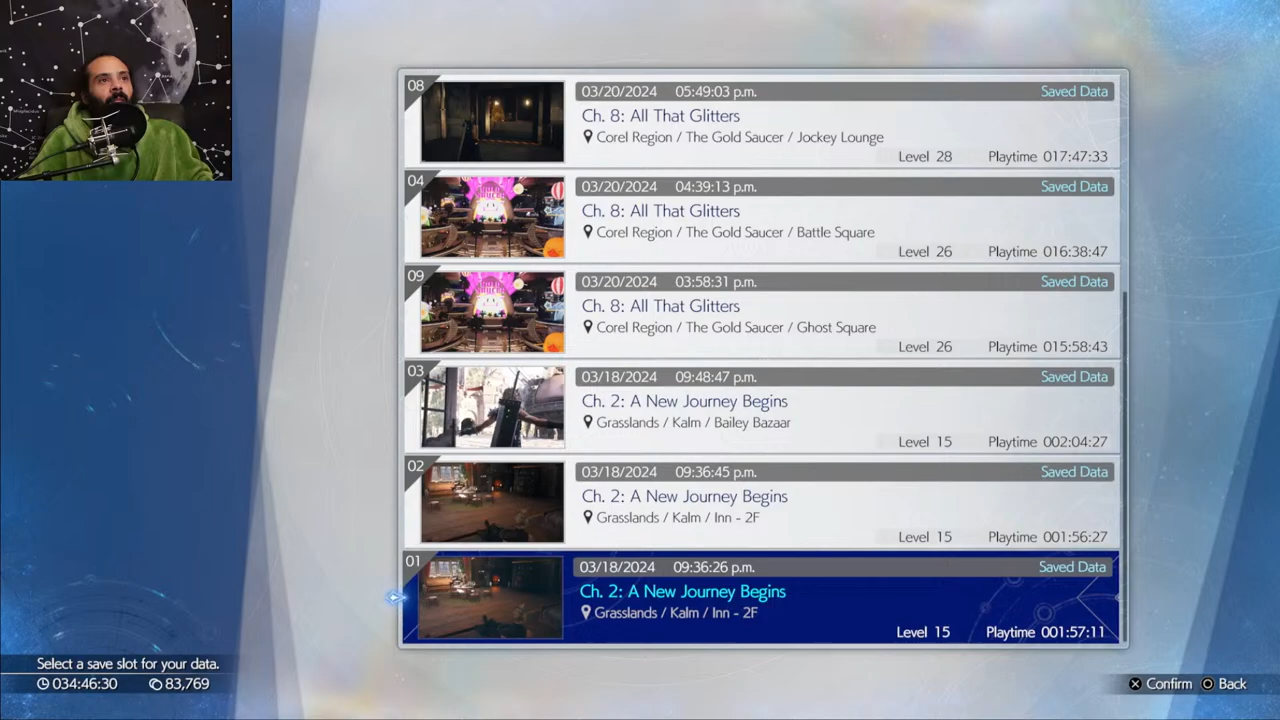 08
03/20/2024 05:49:03 p.m. Saved Data
Ch. 8: All That Glitters
Corel Region / The Gold Saucer / Jockey Lounge
Level 28 Playtime 017:47:33
04
03/20/2024 04:39:13 p.m. Saved Data
Ch. 8: All That Glitters
Corel Region / The Gold Saucer / Battle Square
Level 26 Playtime 016:38:47
09
03/20/2024 03:58:31 p.m. Saved Data
Ch. 8: All That Glitters
Corel Region / The Gold Saucer / Ghost Square
Level 26 Playtime 015:58:43
03
03/18/2024 09:48:47 p.m. Saved Data
Ch. 2: A New Journey Begins
Grasslands / Kalm / Bailey Bazaar
Level 15 Playtime 002:04:27
02
03/18/2024 09:36:45 p.m. Saved Data
Ch. 2: A New Journey Begins
Grasslands / Kalm / Inn - 2F
Level 15 Playtime 001:56:27
01
03/18/2024 09:36:26 p.m. Saved Data
Ch. 2: A New Journey Begins
Grasslands / Kalm / Inn - 2F
Level 15 Playtime 001:57:11
Select a save slot for your data.
034:46:30 83,769
Confirm Back